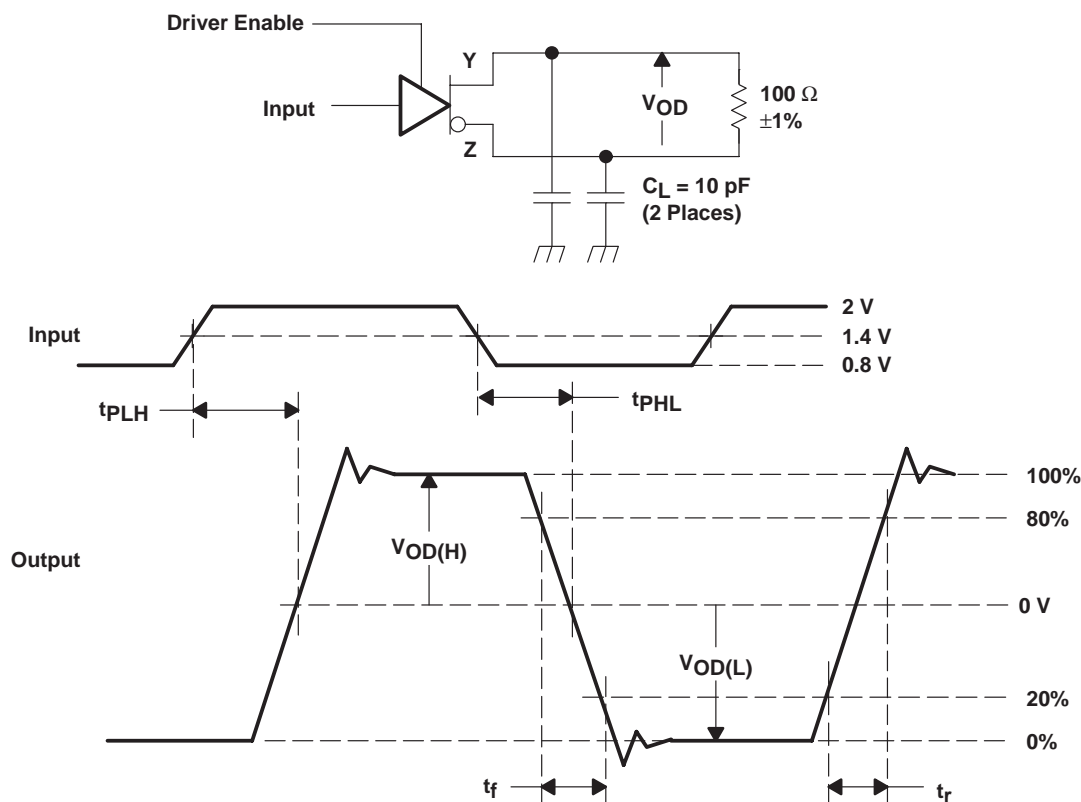 Driver Enable
Y
Input
VOD
100 Ω
±1%
Z
CL = 10 pF
(2 Places)
2 V
Input
1.4 V
0.8 V
tPLH
tPHL
100%
80%
VOD(H)
Output
0 V
VOD(L)
20%
0%
tf
tr